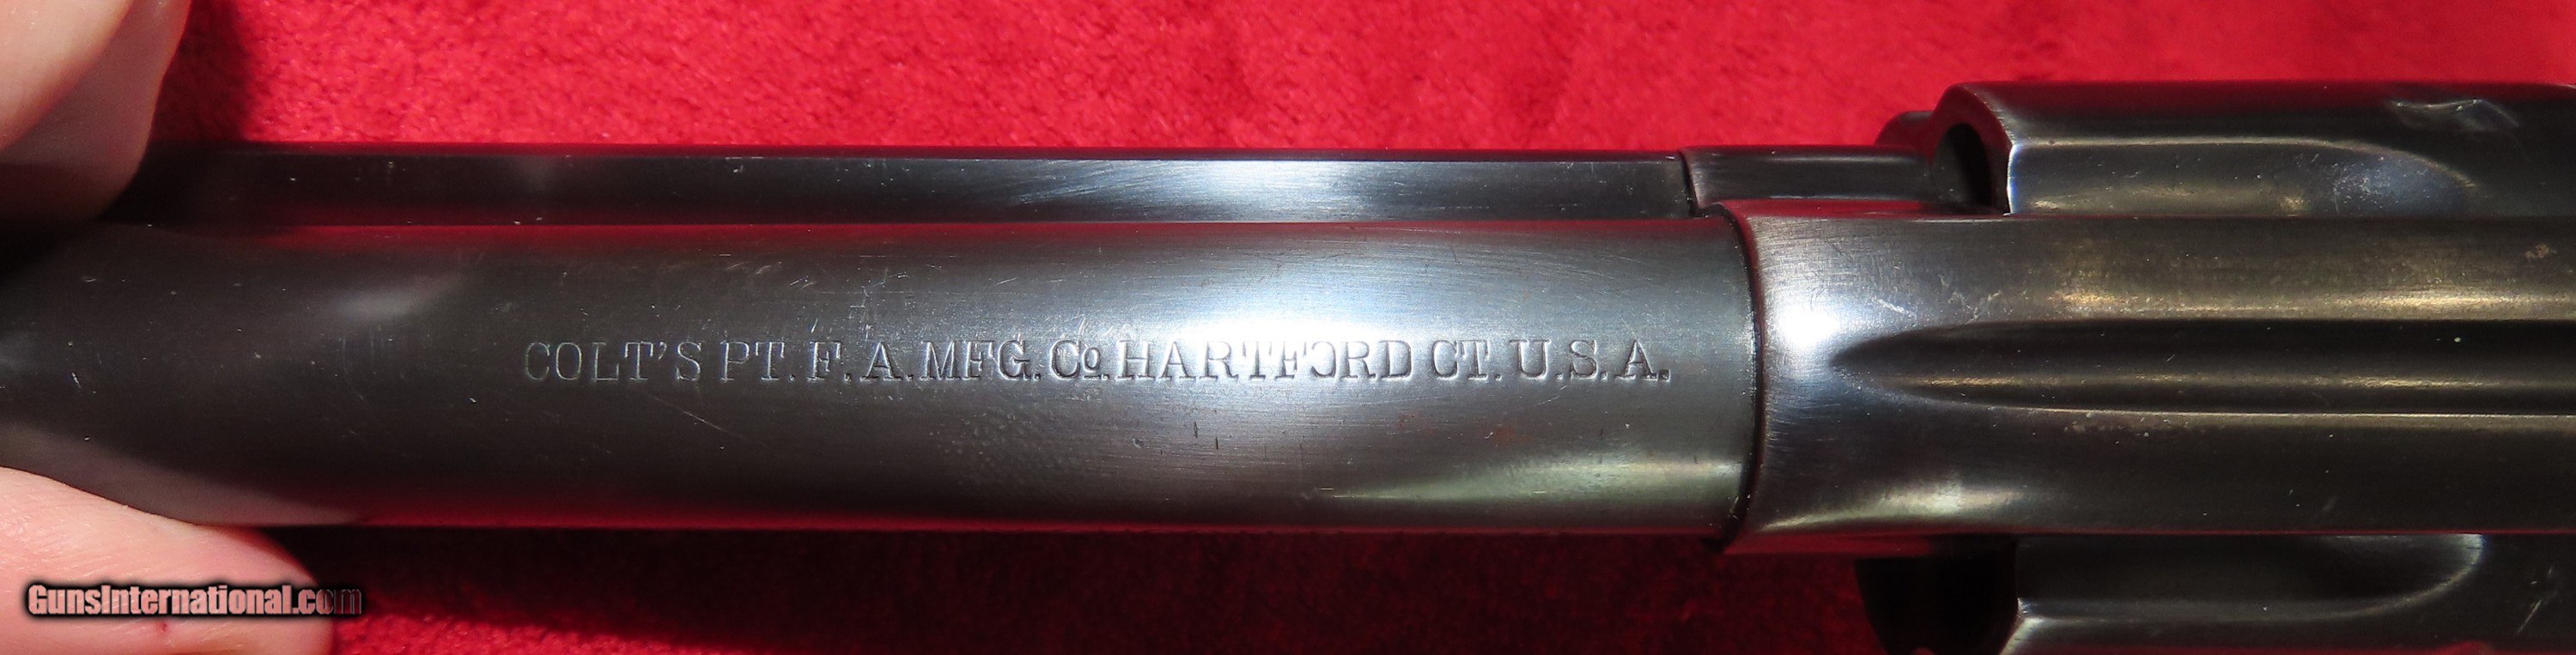 COLT'S PT. F. A. MFG. Co. HARTFORD CT. U.S.A.
GunsInternational.com